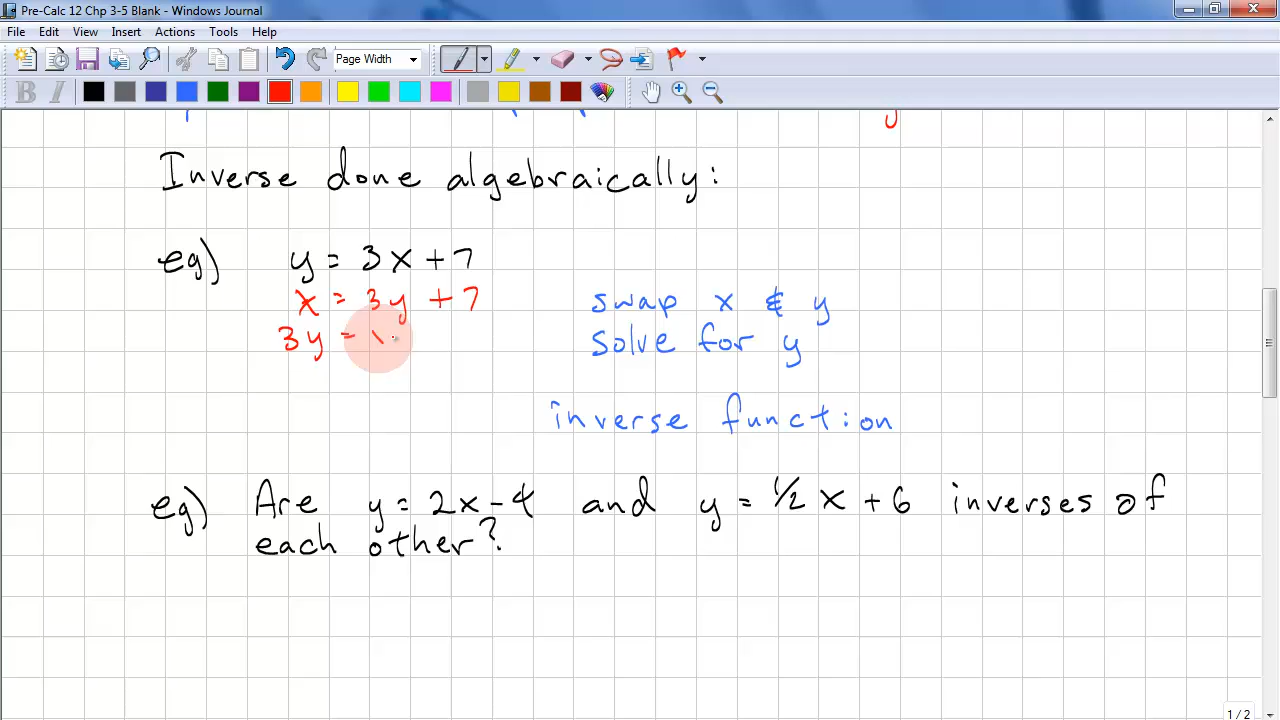 Pre-Calc 12 Chp 3-5 Blank - Windows Journal
File Edit View Insert Actions Tools Help
Page Width
B I
Inverse done algebraically:
eg) y = 3x + 7
x = 3y + 7 swap x & y
3y = solve for y
inverse function
eg) Are y = 2x - 4 and y = 1/2 x + 6 inverses of
each other?
1 / 2